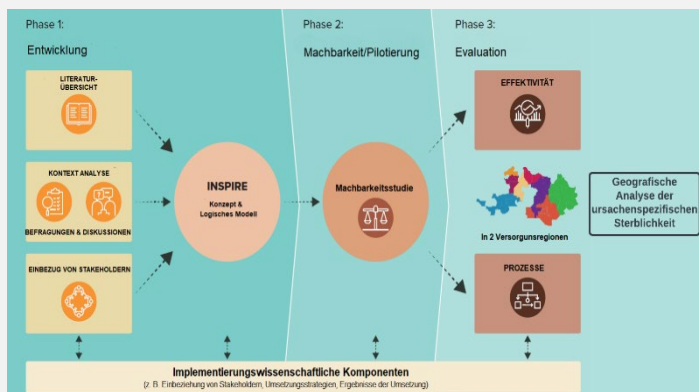 Phase 1:
Entwicklung
LITERATUR-
ÜBERSICHT
KONTEXT ANALYSE
BEFRAGUNGEN & DISKUSSIONEN
EINBEZUG VON STAKEHOLDERN
INSPIRE
Konzept &
Logisches Modell
Phase 2:
Machbarkeit/Pilotierung
Machbarkeitsstudie
Phase 3:
Evaluation
EFFEKTIVITÄT
In 2 Versorgunsregionen
PROZESSE
Geografische
Analyse der
ursachenspezifischen
Sterblichkeit
Implementierungswissenschaftliche Komponenten
(z. B. Einbeziehung von Stakeholdern, Umsetzungsstrategien, Ergebnisse der Umsetzung)